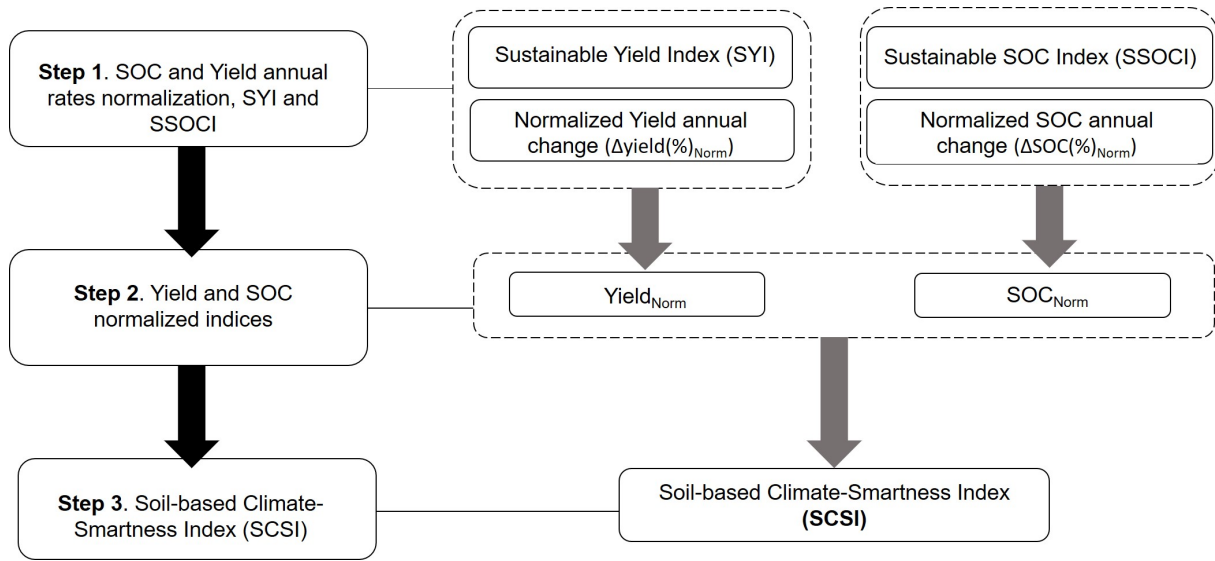 Step 1. SOC and Yield annual
rates normalization, SYI and
SSOCI
Sustainable Yield Index (SYI)
Normalized Yield annual
change (Δyield(%)Norm)
Sustainable SOC Index (SSOCI)
Normalized SOC annual
change (ΔSOC(%)Norm)
Step 2. Yield and SOC
normalized indices
YieldNorm
SOCNorm
Step 3. Soil-based Climate-
Smartness Index (SCSI)
Soil-based Climate-Smartness Index
(SCSI)